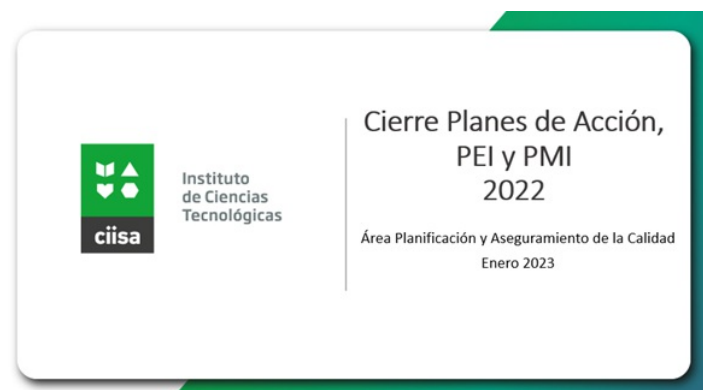 ciisa
Instituto
de Ciencias
Tecnológicas
Cierre Planes de Acción,
PEI y PMI
2022
Área Planificación y Aseguramiento de la Calidad
Enero 2023